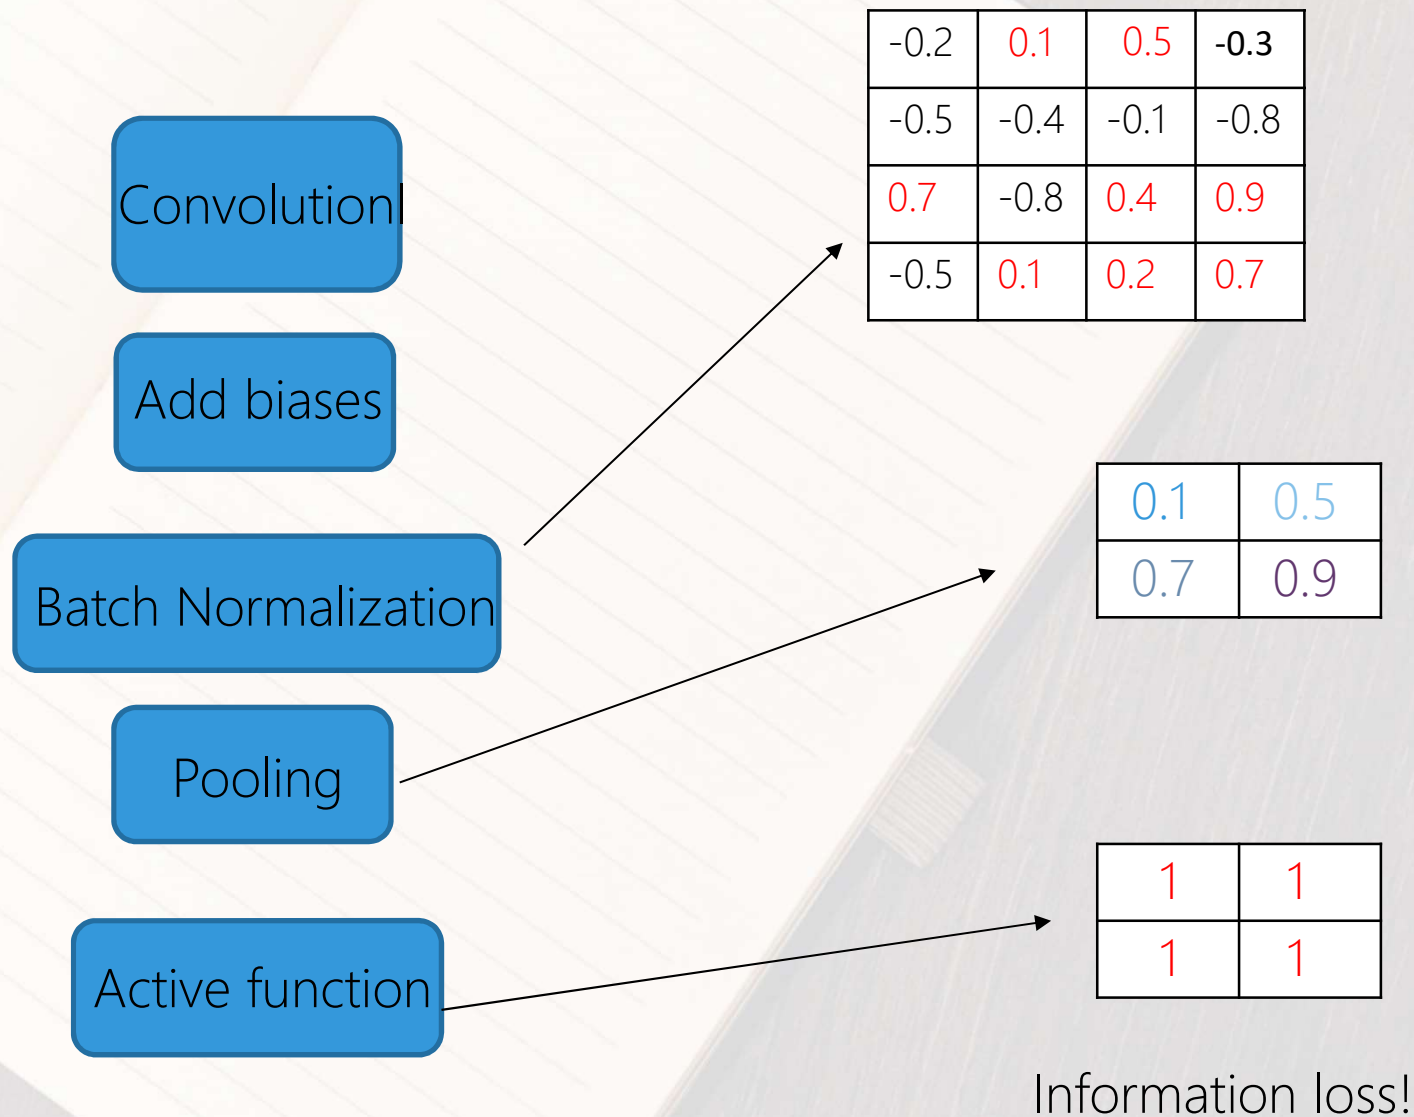 Convolutionl
Add biases
Batch Normalization
Pooling
Active function
-0.2 0.1 0.5 -0.3
-0.5 -0.4 -0.1 -0.8
0.7 -0.8 0.4 0.9
-0.5 0.1 0.2 0.7
0.1 0.5
0.7 0.9
1 1
1 1
Information loss!